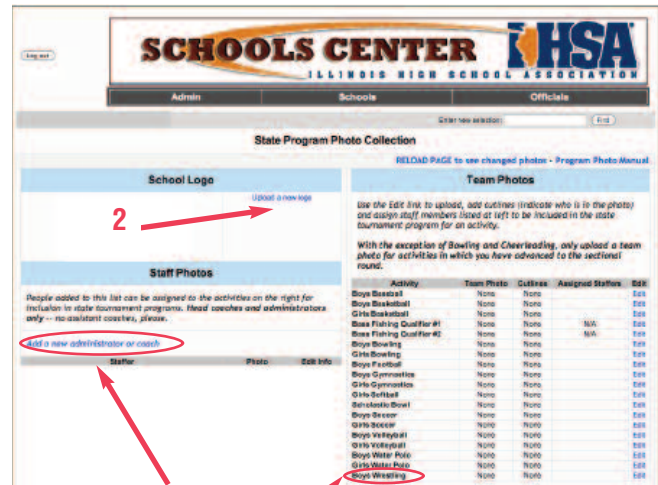 Log out
SCHOOLS CENTER IHSA
ILLINOIS HIGH SCHOOL ASSOCIATION
Admin Schools Officials
Enter new selection: Find
State Program Photo Collection
RELOAD PAGE to see changed photos - Program Photo Manual
School Logo
Upload a new logo
2
Staff Photos
People added to this list can be assigned to the activities on the right for
inclusion in state tournament programs. Head coaches and administrators
only -- no assistant coaches, please.
Add a new administrator or coach
Staffer Photo Edit Info
Team Photos
Use the Edit link to upload, add cutlines (indicate who is in the photo)
and assign staff members listed at left to be included in the state
tournament program for an activity.
With the exception of Bowling and Cheerleading, only upload a team
photo for activities in which you have advanced to the sectional
round.
Activity Team Photo Cutlines Assigned Staffers Edit
Boys Baseball None None Edit
Boys Basketball None None Edit
Girls Basketball None None Edit
Bass Fishing Qualifier #1 None None N/A Edit
Bass Fishing Qualifier #2 None None N/A Edit
Boys Bowling None None Edit
Girls Bowling None None Edit
Boys Football None None Edit
Boys Gymnastics None None Edit
Girls Gymnastics None None Edit
Girls Softball None None Edit
Scholastic Bowl None None Edit
Boys Soccer None None Edit
Girls Soccer None None Edit
Boys Volleyball None None Edit
Girls Volleyball None None Edit
Boys Water Polo None None Edit
Girls Water Polo None None Edit
Boys Wrestling None None Edit